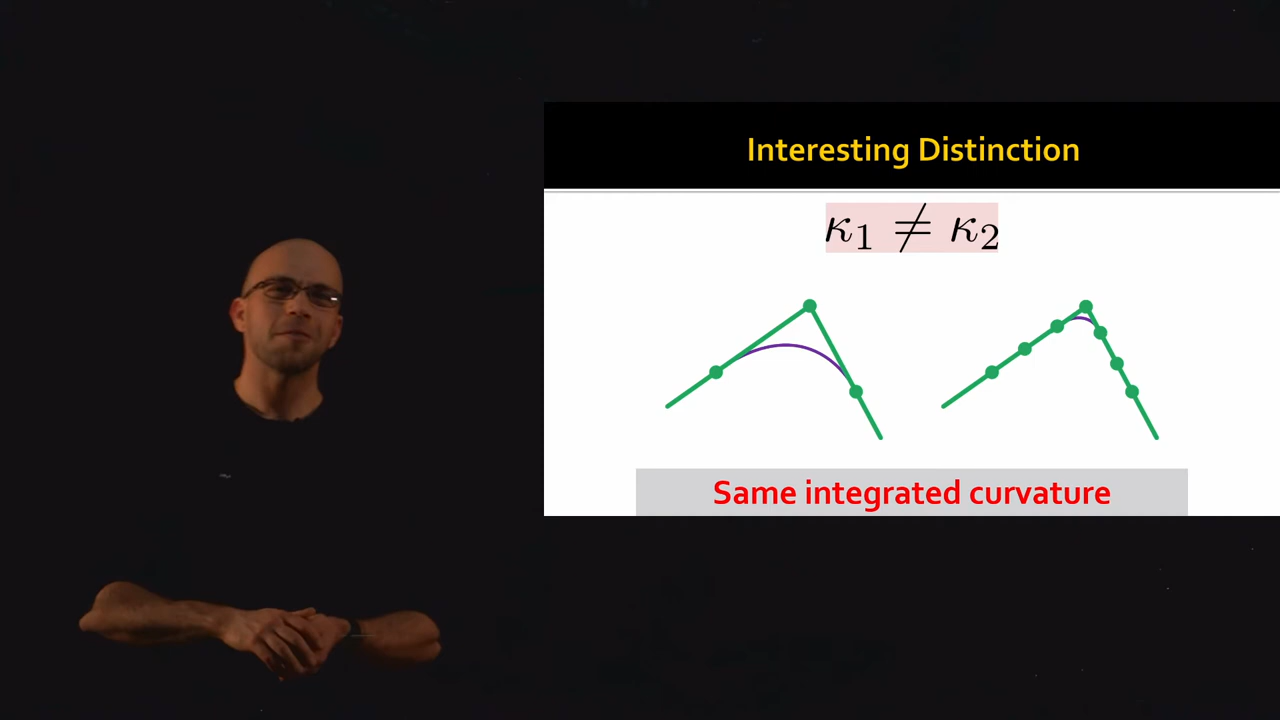 Interesting Distinction
κ₁ ≠ κ₂
Same integrated curvature